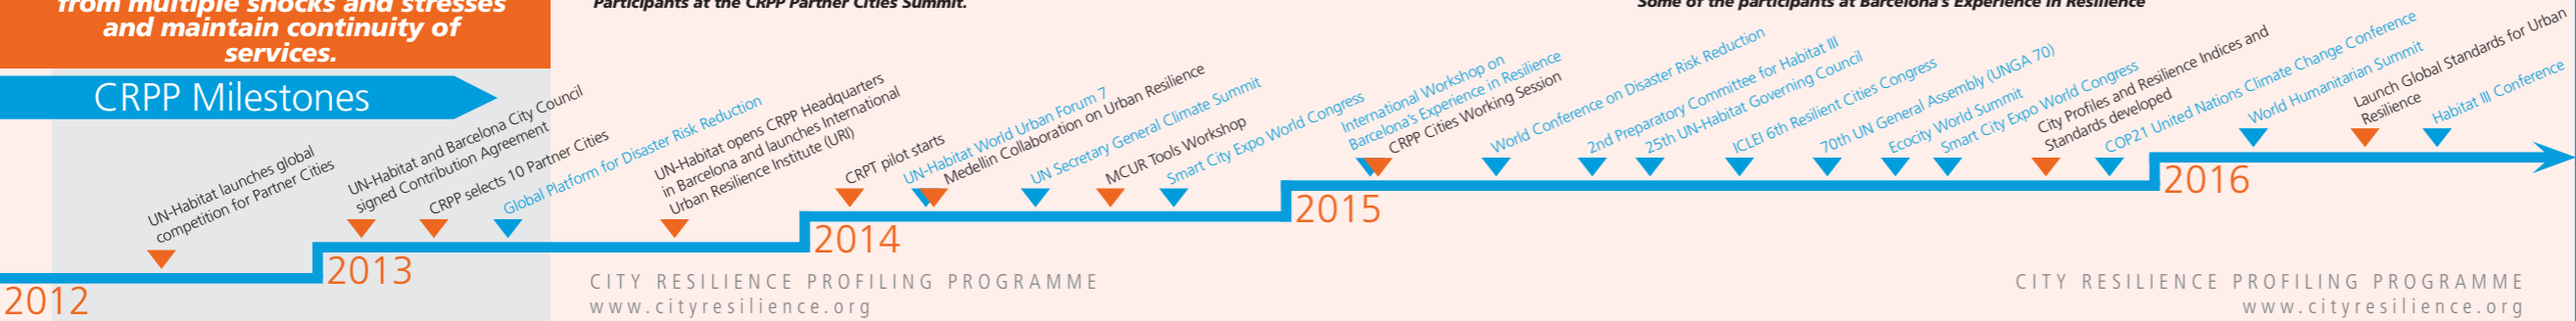 from multiple shocks and stresses
and maintain continuity of
services.
Participants at the CRPP Partner Cities Summit.
Some of the participants at Barcelona's Experience in Resilience
CRPP Milestones
UN-Habitat launches global
competition for Partner Cities
UN-Habitat and Barcelona City Council
signed Contribution Agreement
CRPP selects 10 Partner Cities
Global Platform for Disaster Risk Reduction
UN-Habitat opens CRPP Headquarters
in Barcelona and launches International
Urban Resilience Institute (URI)
CRPT pilot starts
UN-Habitat World Urban Forum 7
Medellin Collaboration on Urban Resilience
UN Secretary General Climate Summit
MCUR Tools Workshop
Smart City Expo World Congress
International Workshop on
Barcelona's Experience in Resilience
CRPP Cities Working Session
World Conference on Disaster Risk Reduction
2nd Preparatory Committee for Habitat III
25th UN-Habitat Governing Council
ICLEI 6th Resilient Cities Congress
70th UN General Assembly (UNGA 70)
Ecocity World Summit
Smart City Expo World Congress
City Profiles and Resilience Indices and
Standards developed
COP21 United Nations Climate Change Conference
World Humanitarian Summit
Launch Global Standards for Urban
Resilience
Habitat III Conference
2012
2013
2014
2015
2016
CITY RESILIENCE PROFILING PROGRAMME
www.cityresilience.org
CITY RESILIENCE PROFILING PROGRAMME
www.cityresilience.org